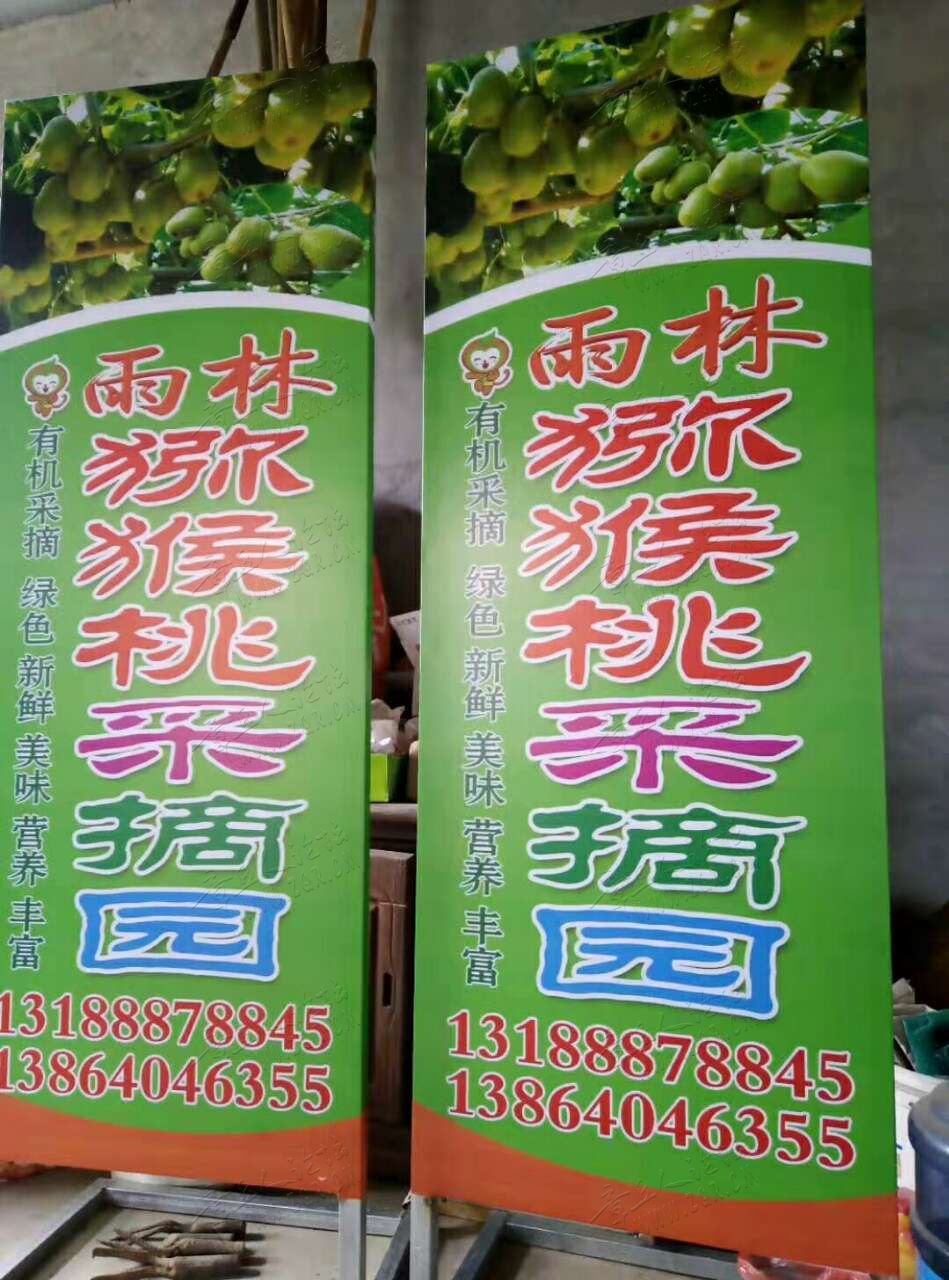 雨林
猕猴桃采摘园
有机采摘 绿色新鲜 美味 营养 丰富
13188878845
13864046355
雨林
猕猴桃采摘园
有机采摘 绿色新鲜 美味 营养 丰富
13188878845
13864046355